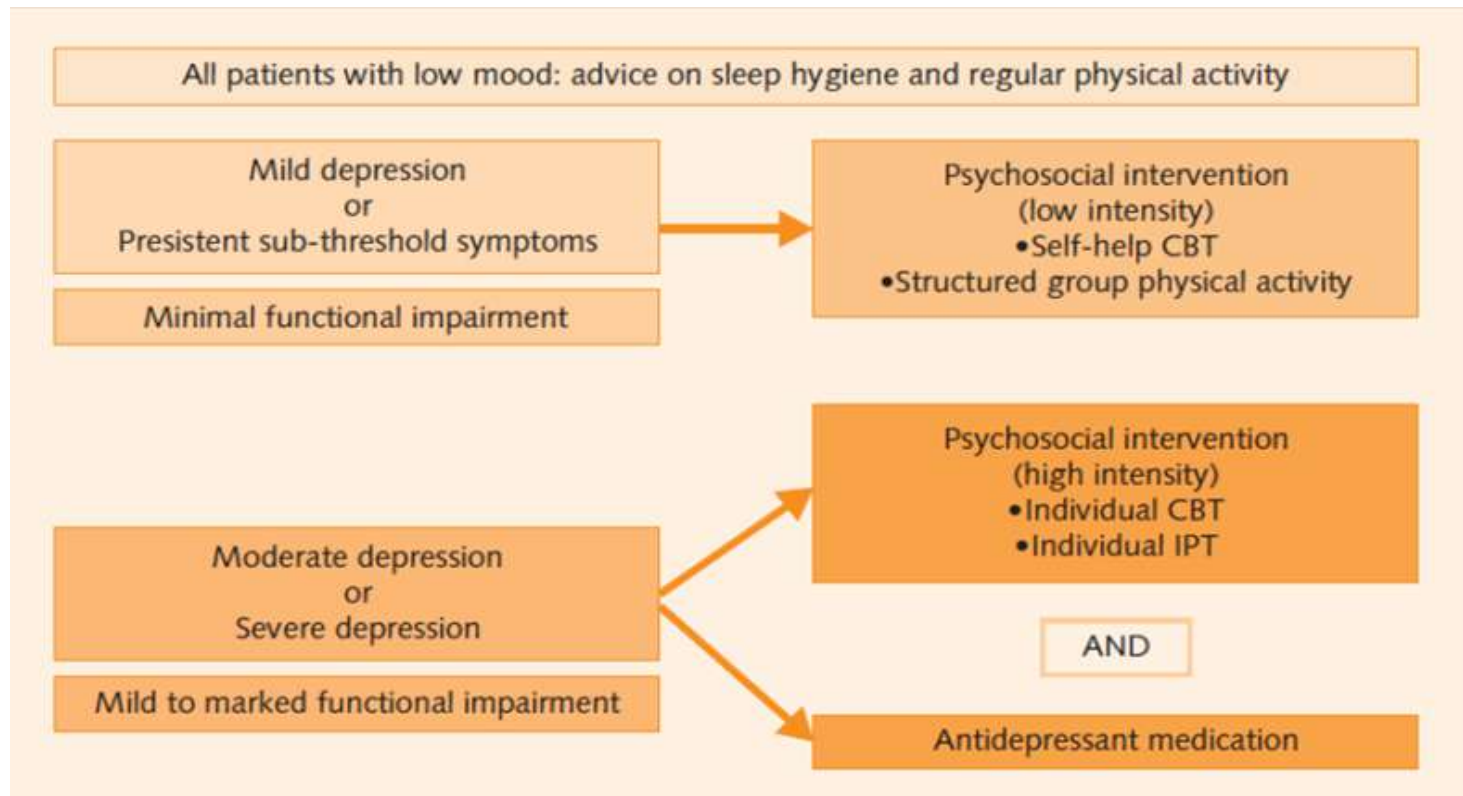 All patients with low mood: advice on sleep hygiene and regular physical activity
Mild depression
or
Presistent sub-threshold symptoms
Minimal functional impairment
Psychosocial intervention
(low intensity)
•Self-help CBT
•Structured group physical activity
Moderate depression
or
Severe depression
Mild to marked functional impairment
Psychosocial intervention
(high intensity)
•Individual CBT
•Individual IPT
AND
Antidepressant medication